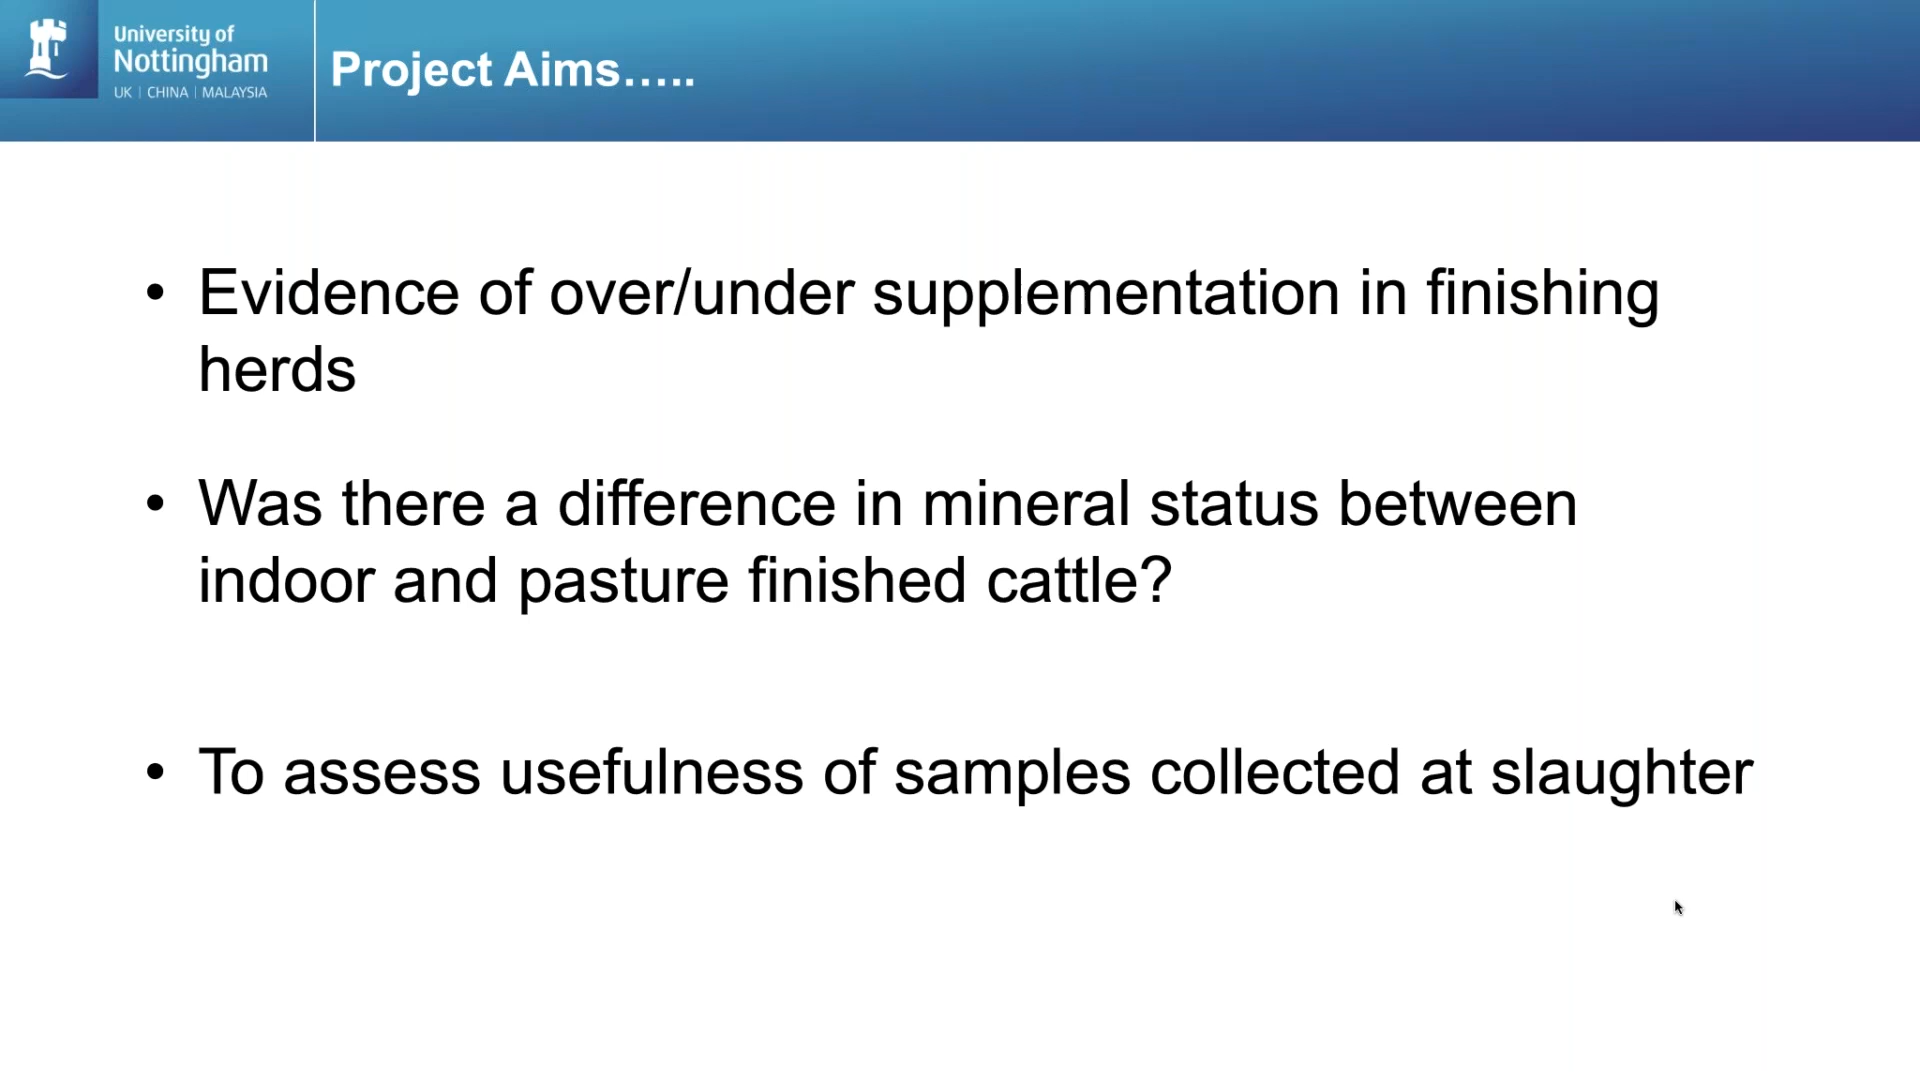 University of
Nottingham
UK | CHINA | MALAYSIA
Project Aims.....
• Evidence of over/under supplementation in finishing
herds
• Was there a difference in mineral status between
indoor and pasture finished cattle?
• To assess usefulness of samples collected at slaughter